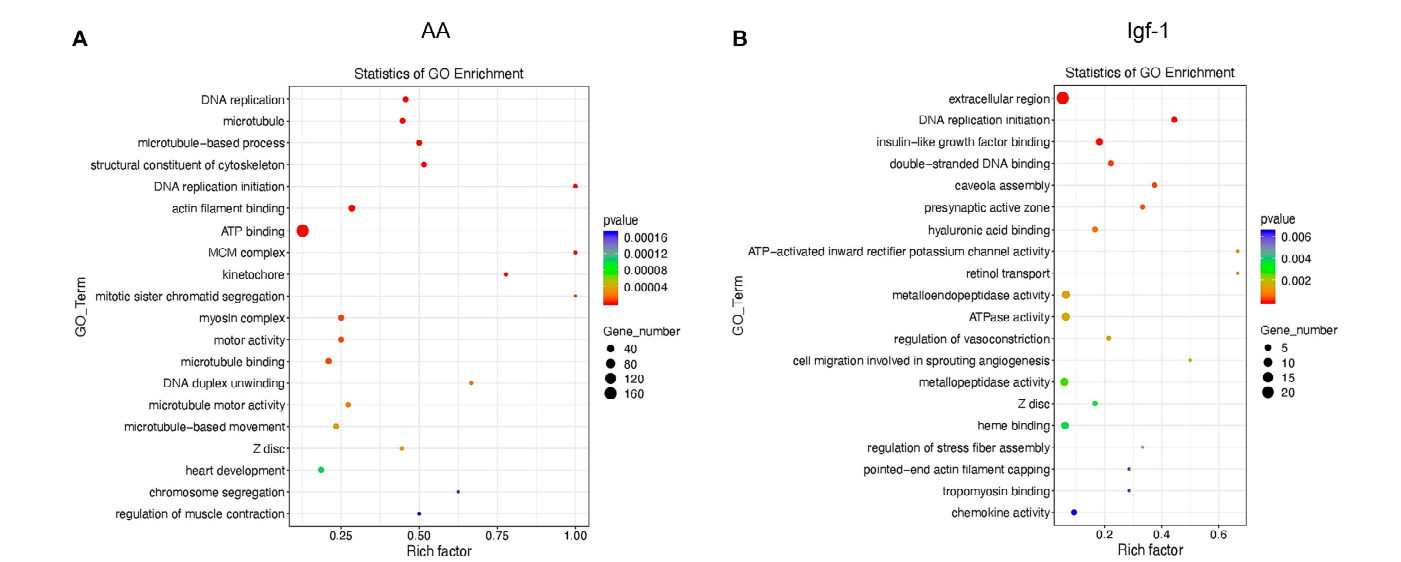 A
AA
Statistics of GO Enrichment
GO_Term
DNA replication
microtubule
microtubule−based process
structural constituent of cytoskeleton
DNA replication initiation
actin filament binding
ATP binding
MCM complex
kinetochore
mitotic sister chromatid segregation
myosin complex
motor activity
microtubule binding
DNA duplex unwinding
microtubule motor activity
microtubule−based movement
Z disc
heart development
chromosome segregation
regulation of muscle contraction
0.25 0.50 0.75 1.00
Rich factor
pvalue
0.00016
0.00012
0.00008
0.00004
Gene_number
40
80
120
160
B
Igf-1
Statistics of GO Enrichment
GO_Term
extracellular region
DNA replication initiation
insulin−like growth factor binding
double−stranded DNA binding
caveola assembly
presynaptic active zone
hyaluronic acid binding
ATP−activated inward rectifier potassium channel activity
retinol transport
metalloendopeptidase activity
ATPase activity
regulation of vasoconstriction
cell migration involved in sprouting angiogenesis
metallopeptidase activity
Z disc
heme binding
regulation of stress fiber assembly
pointed−end actin filament capping
tropomyosin binding
chemokine activity
0.2 0.4 0.6
Rich factor
pvalue
0.006
0.004
0.002
Gene_number
5
10
15
20